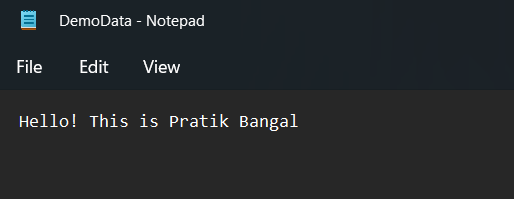 DemoData - Notepad
File Edit View
Hello! This is Pratik Bangal